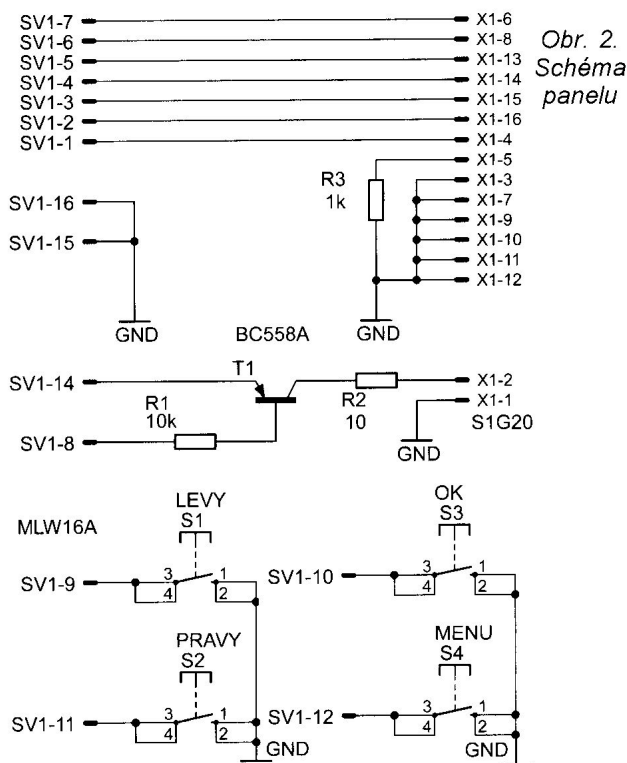 SV1-7 X1-6
SV1-6 X1-8
SV1-5 X1-13
SV1-4 X1-14
SV1-3 X1-15
SV1-2 X1-16
SV1-1 X1-4
Obr. 2.
Schéma
panelu
X1-5
R3 X1-3
1k X1-7
SV1-16 X1-9
SV1-15 X1-10
X1-11
X1-12
GND GND
BC558A
SV1-14 T1 X1-2
R1 R2 X1-1
10k 10 S1G20
SV1-8 GND
MLW16A
LEVY
S1
SV1-9 3 1
4 2
OK
S3
SV1-10 3 1
4 2
PRAVY
S2
SV1-11 3 1
4 2
GND
MENU
S4
SV1-12 3 1
4 2
GND